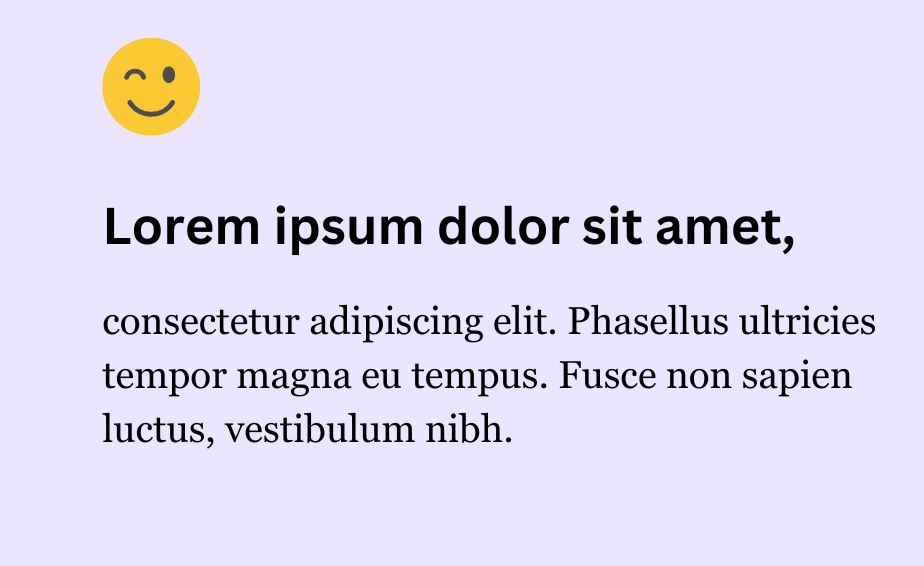 Lorem ipsum dolor sit amet,
consectetur adipiscing elit. Phasellus ultricies
tempor magna eu tempus. Fusce non sapien
luctus, vestibulum nibh.